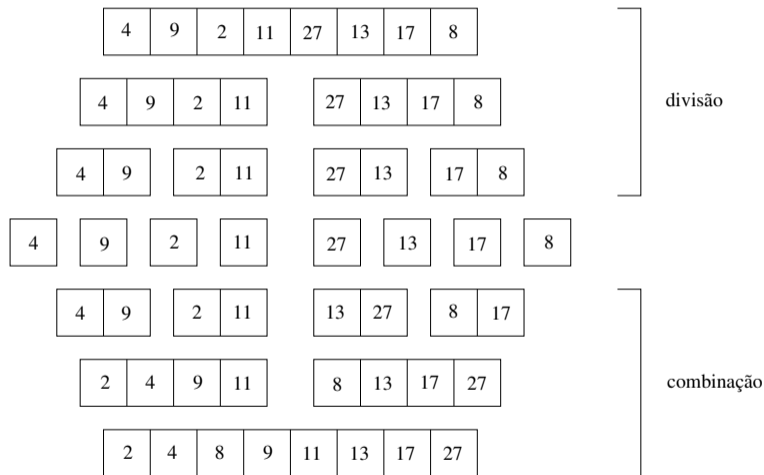 4 9 2 11 27 13 17 8
4 9 2 11 27 13 17 8 divisão
4 9 2 11 27 13 17 8
4 9 2 11 27 13 17 8
4 9 2 11 13 27 8 17
2 4 9 11 8 13 17 27 combinação
2 4 8 9 11 13 17 27